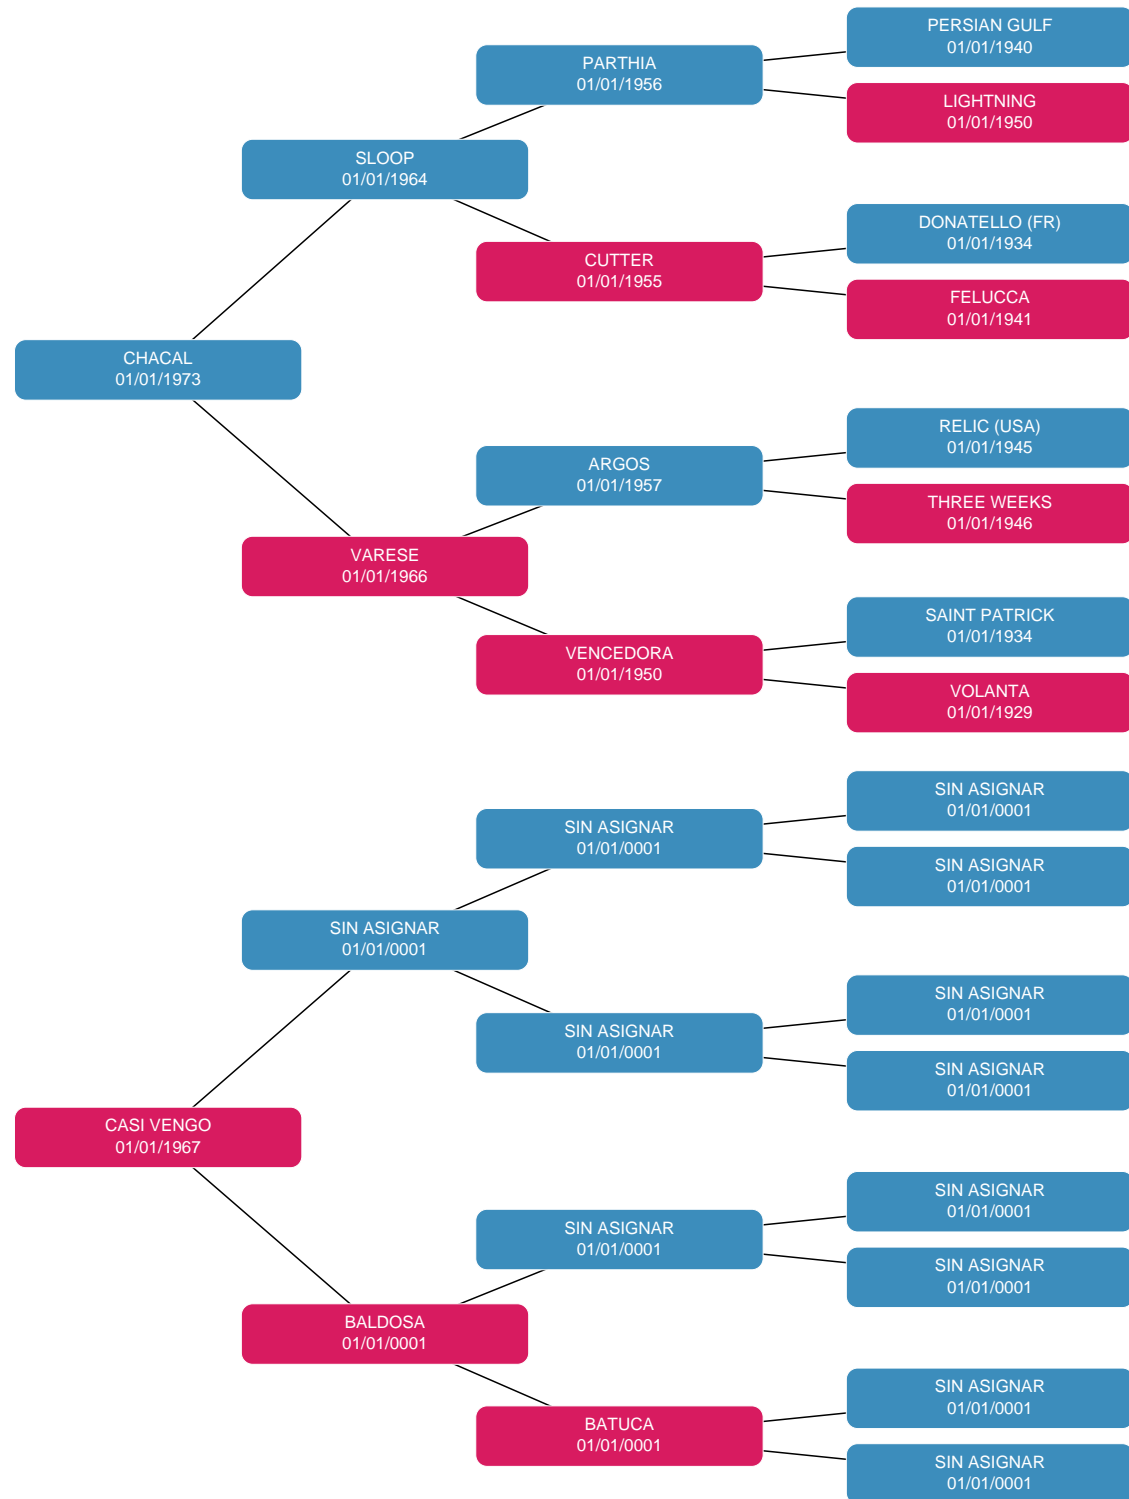 PERSIAN GULF
01/01/1940
PARTHIA
01/01/1956
LIGHTNING
01/01/1950
SLOOP
01/01/1964
DONATELLO (FR)
01/01/1934
CUTTER
01/01/1955
FELUCCA
01/01/1941
CHACAL
01/01/1973
RELIC (USA)
01/01/1945
ARGOS
01/01/1957
THREE WEEKS
01/01/1946
VARESE
01/01/1966
SAINT PATRICK
01/01/1934
VENCEDORA
01/01/1950
VOLANTA
01/01/1929
SIN ASIGNAR
01/01/0001
SIN ASIGNAR
01/01/0001
SIN ASIGNAR
01/01/0001
SIN ASIGNAR
01/01/0001
SIN ASIGNAR
01/01/0001
SIN ASIGNAR
01/01/0001
SIN ASIGNAR
01/01/0001
CASI VENGO
01/01/1967
SIN ASIGNAR
01/01/0001
SIN ASIGNAR
01/01/0001
SIN ASIGNAR
01/01/0001
BALDOSA
01/01/0001
SIN ASIGNAR
01/01/0001
BATUCA
01/01/0001
SIN ASIGNAR
01/01/0001